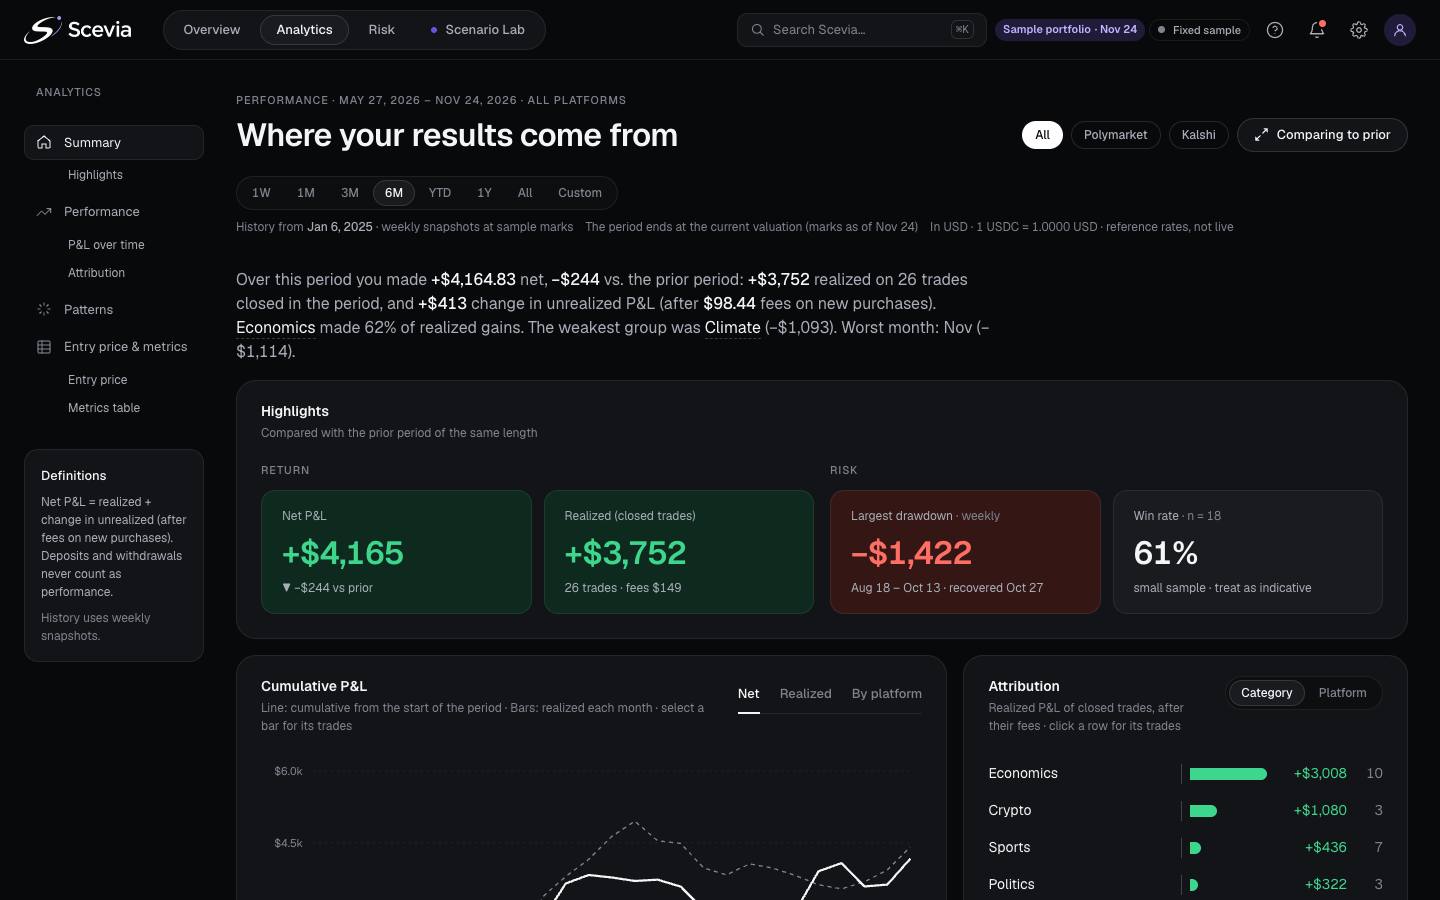 Scevia
Overview
Analytics
Risk
Scenario Lab
Search Scevia…
⌘K
Sample portfolio · Nov 24
Fixed sample
ANALYTICS
Summary
Highlights
Performance
P&L over time
Attribution
Patterns
Entry price & metrics
Entry price
Metrics table
Definitions
Net P&L = realized +
change in unrealized (after
fees on new purchases).
Deposits and withdrawals
never count as
performance.
History uses weekly
snapshots.
PERFORMANCE · MAY 27, 2026 – NOV 24, 2026 · ALL PLATFORMS
Where your results come from
All
Polymarket
Kalshi
Comparing to prior
1W
1M
3M
6M
YTD
1Y
All
Custom
History from Jan 6, 2025 · weekly snapshots at sample marks
The period ends at the current valuation (marks as of Nov 24)
In USD · 1 USDC = 1.0000 USD · reference rates, not live
Over this period you made +$4,164.83 net, −$244 vs. the prior period: +$3,752 realized on 26 trades
closed in the period, and +$413 change in unrealized P&L (after $98.44 fees on new purchases).
Economics made 62% of realized gains. The weakest group was Climate (−$1,093). Worst month: Nov (−
$1,114).
Highlights
Compared with the prior period of the same length
RETURN
RISK
Net P&L
+$4,165
▼ −$244 vs prior
Realized (closed trades)
+$3,752
26 trades · fees $149
Largest drawdown · weekly
−$1,422
Aug 18 – Oct 13 · recovered Oct 27
Win rate · n = 18
61%
small sample · treat as indicative
Cumulative P&L
Line: cumulative from the start of the period · Bars: realized each month · select a
bar for its trades
Net
Realized
By platform
$6.0k
$4.5k
Attribution
Realized P&L of closed trades, after
their fees · click a row for its trades
Category
Platform
Economics +$3,008 10
Crypto +$1,080 3
Sports +$436 7
Politics +$322 3